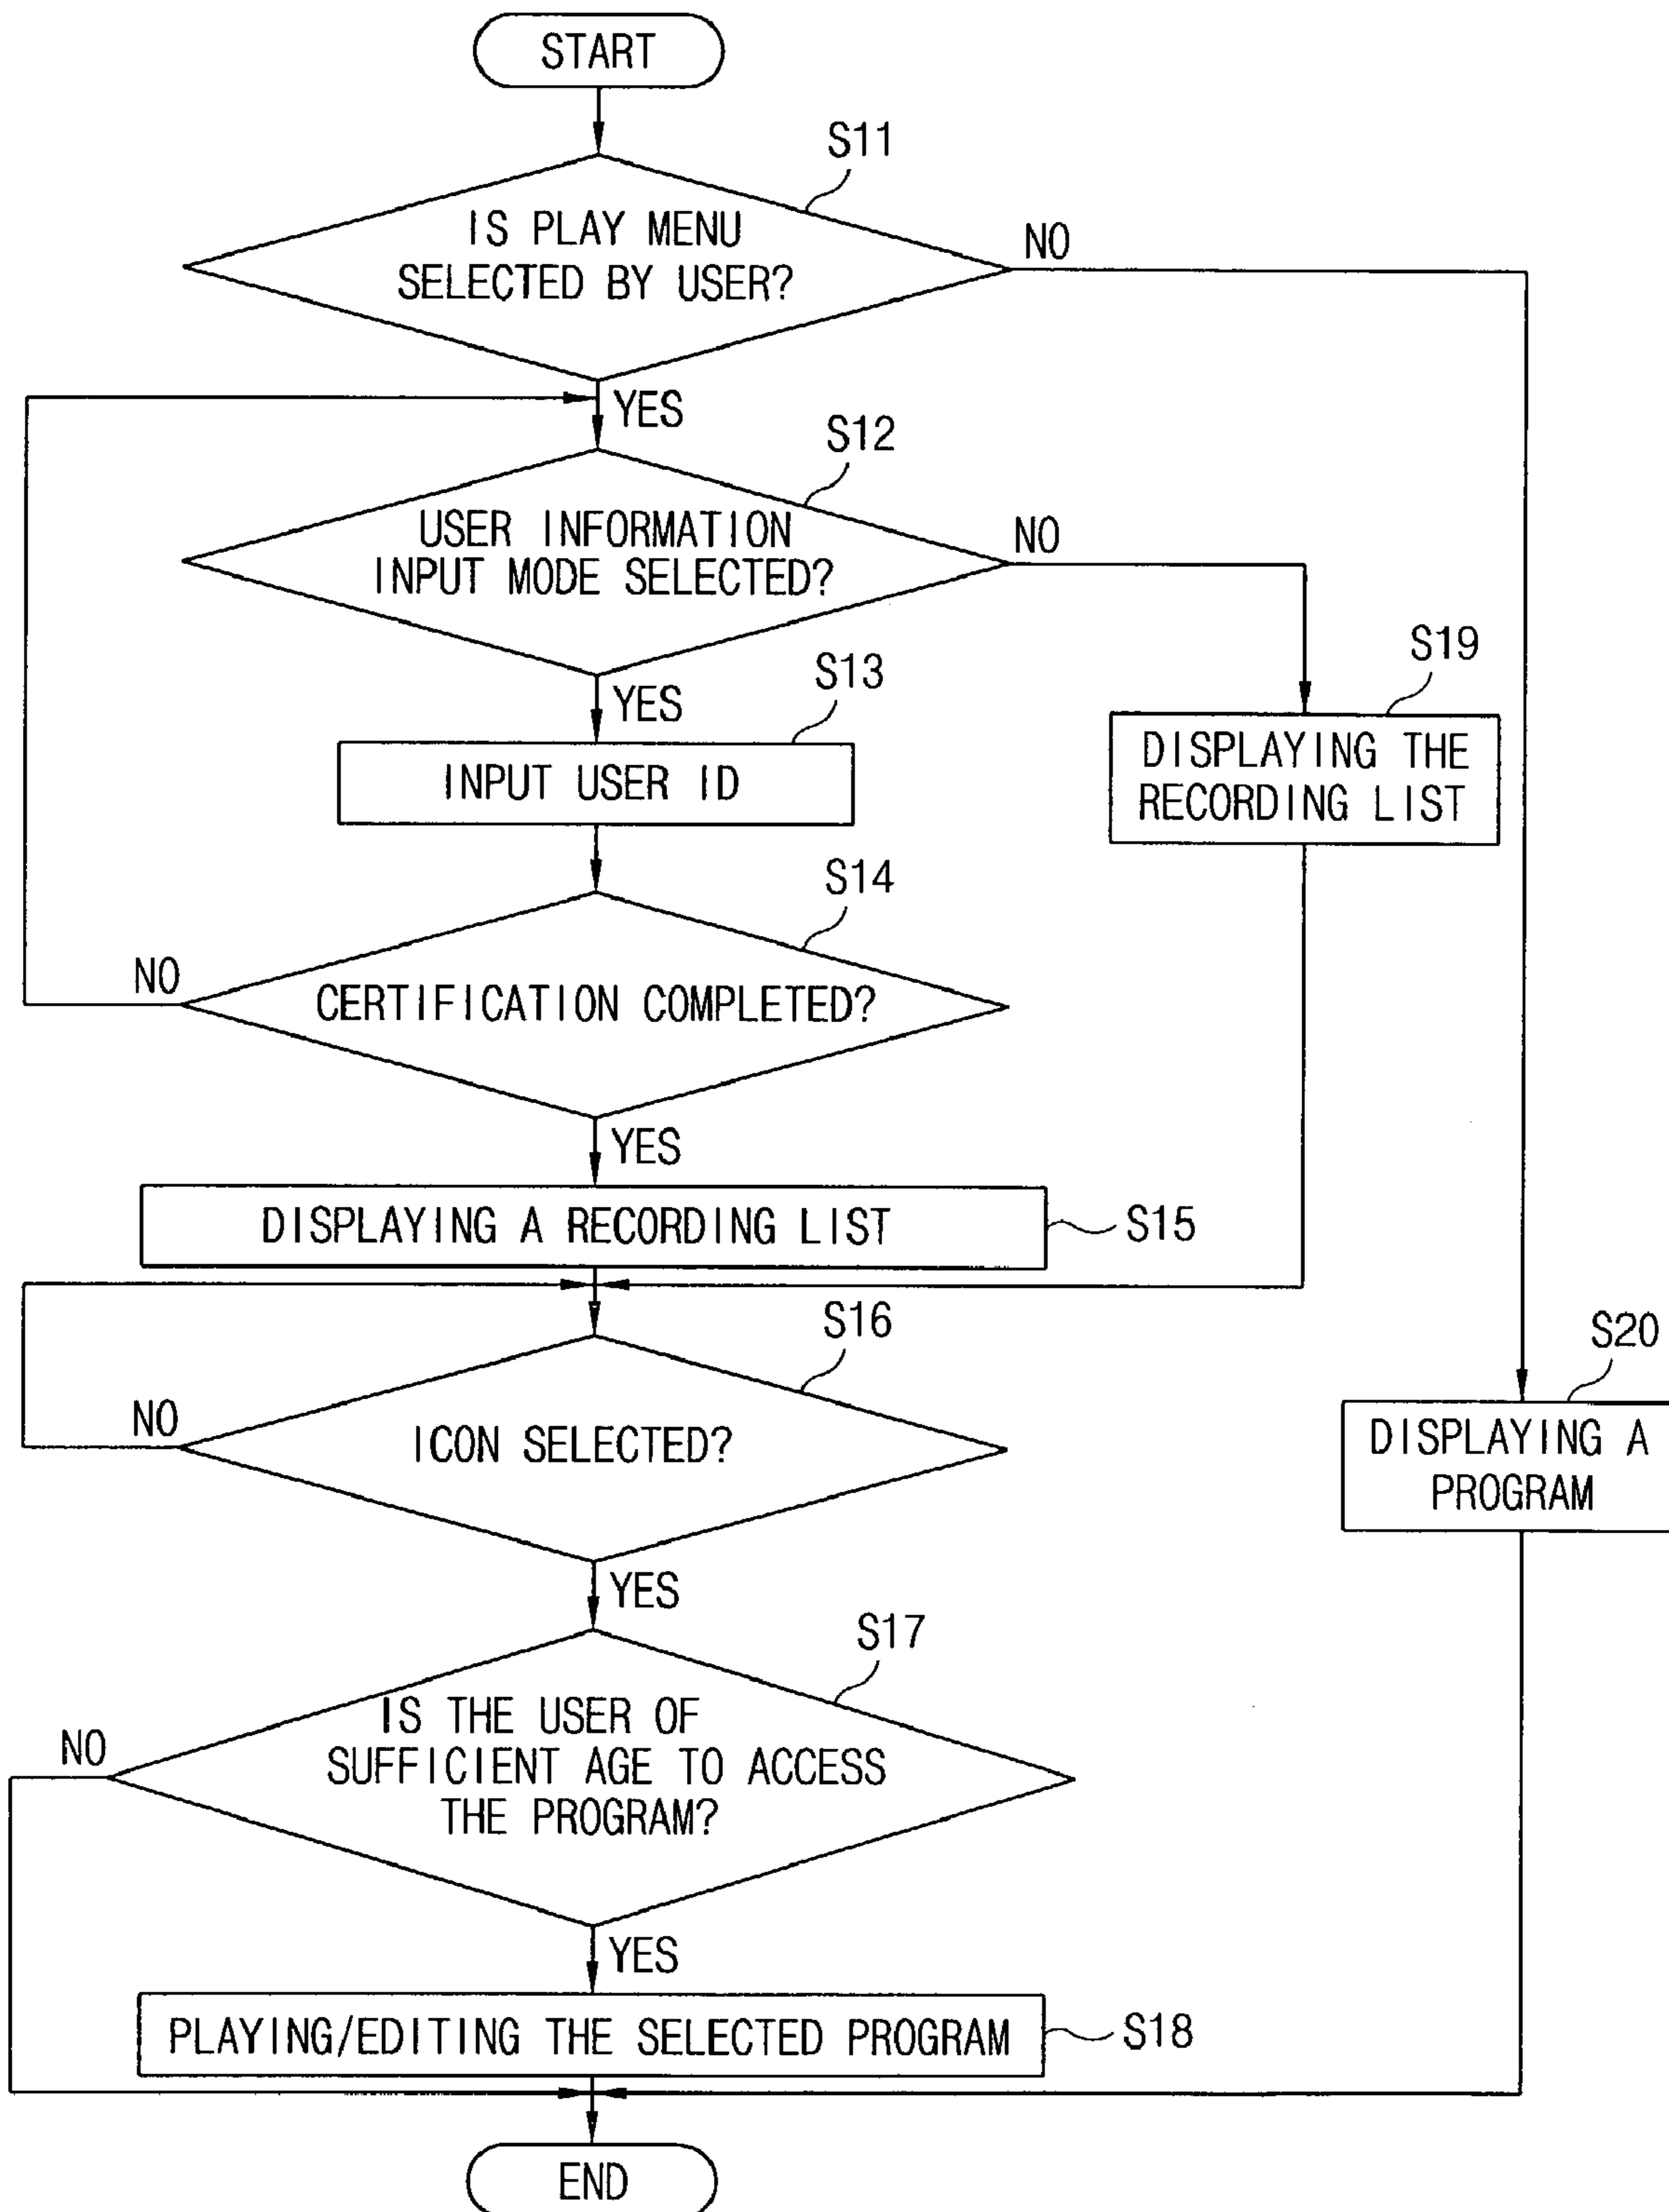 START
S11
IS PLAY MENU
SELECTED BY USER?
NO
YES
S12
USER INFORMATION
INPUT MODE SELECTED?
NO
YES
S13
INPUT USER ID
S19
DISPLAYING THE
RECORDING LIST
S14
CERTIFICATION COMPLETED?
NO
YES
DISPLAYING A RECORDING LIST
S15
S16
ICON SELECTED?
NO
YES
S20
DISPLAYING A
PROGRAM
S17
IS THE USER OF
SUFFICIENT AGE TO ACCESS
THE PROGRAM?
NO
YES
PLAYING/EDITING THE SELECTED PROGRAM
S18
END